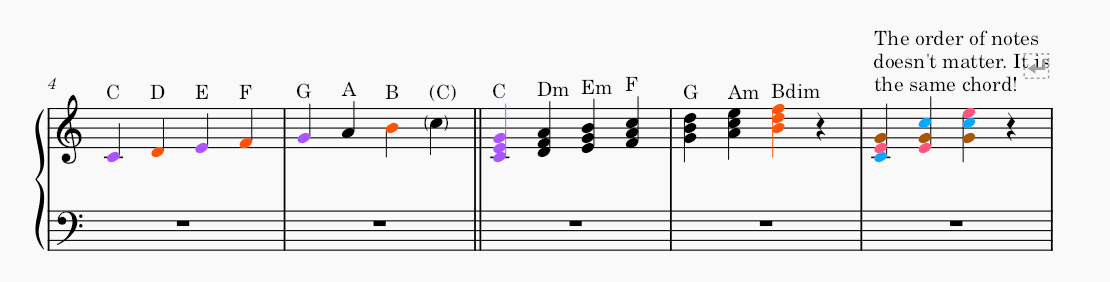 The order of notes
doesn't matter. It is
the same chord!
4
C D E F G A B (C) C Dm Em F G Am Bdim